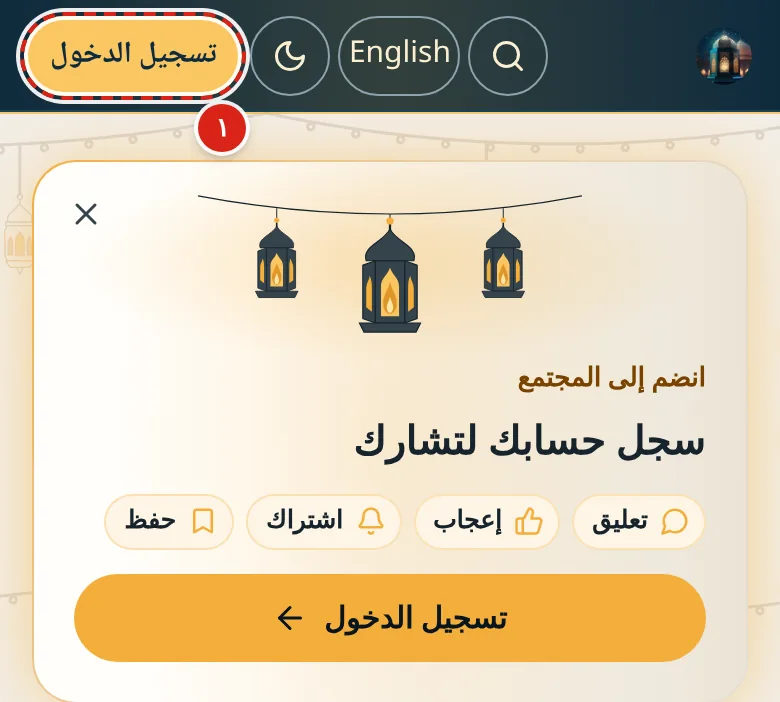 English تسجيل الدخول
١
انضم إلى المجتمع
سجل حسابك لتشارك
تعليق إعجاب اشتراك حفظ
تسجيل الدخول